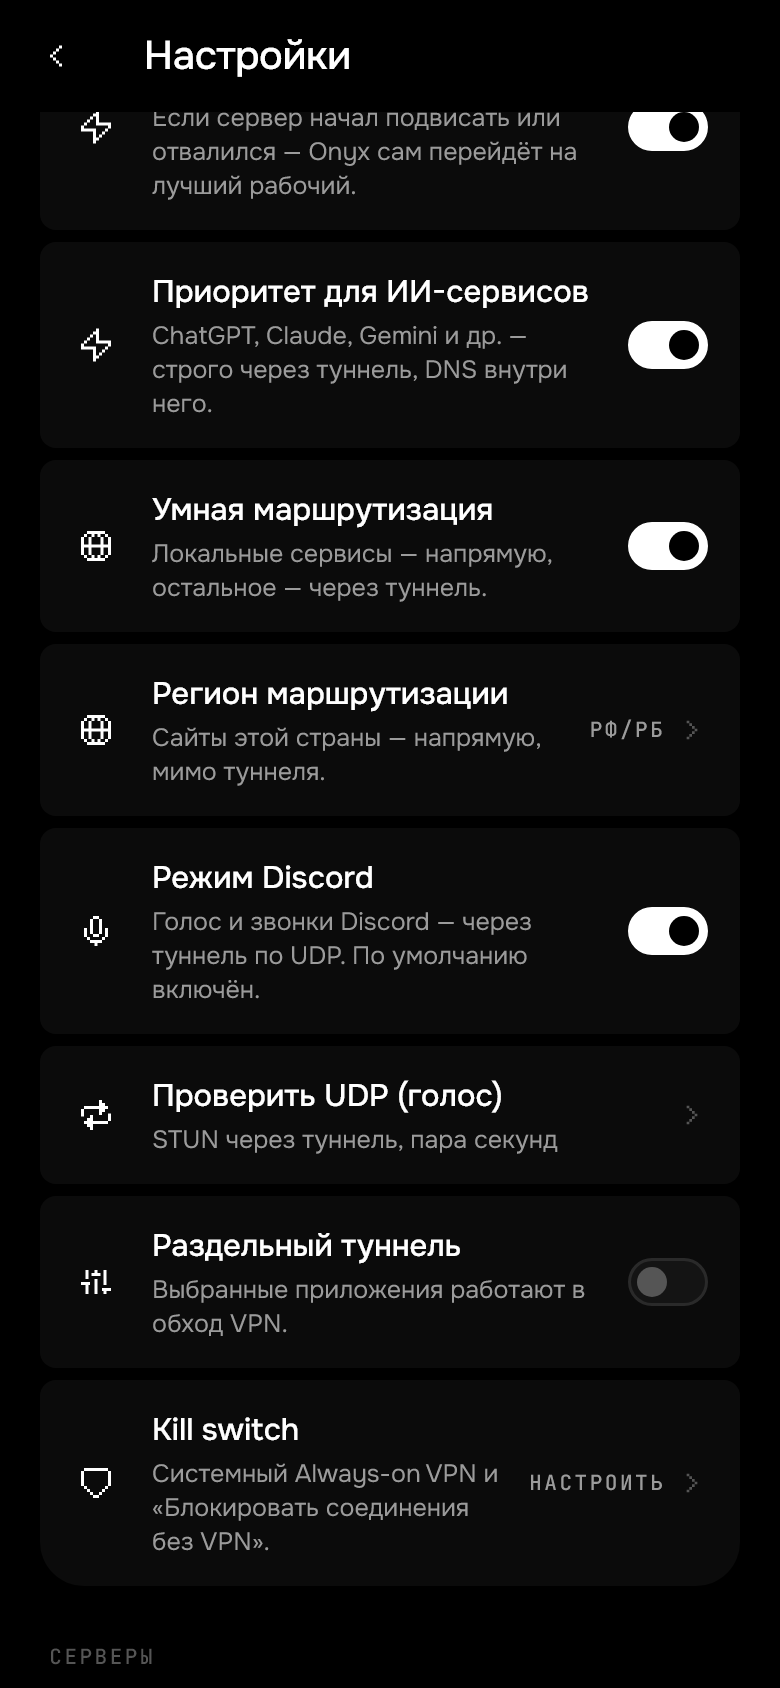 Настройки
Если сервер начал подвисать или
отвалился — Onyx сам перейдёт на
лучший рабочий.
Приоритет для ИИ-сервисов
ChatGPT, Claude, Gemini и др. —
строго через туннель, DNS внутри
него.
Умная маршрутизация
Локальные сервисы — напрямую,
остальное — через туннель.
Регион маршрутизации
Сайты этой страны — напрямую,
мимо туннеля.
РФ/РБ
Режим Discord
Голос и звонки Discord — через
туннель по UDP. По умолчанию
включён.
Проверить UDP (голос)
STUN через туннель, пара секунд
Раздельный туннель
Выбранные приложения работают в
обход VPN.
Kill switch
Системный Always-on VPN и
«Блокировать соединения
без VPN».
НАСТРОИТЬ
СЕРВЕРЫ